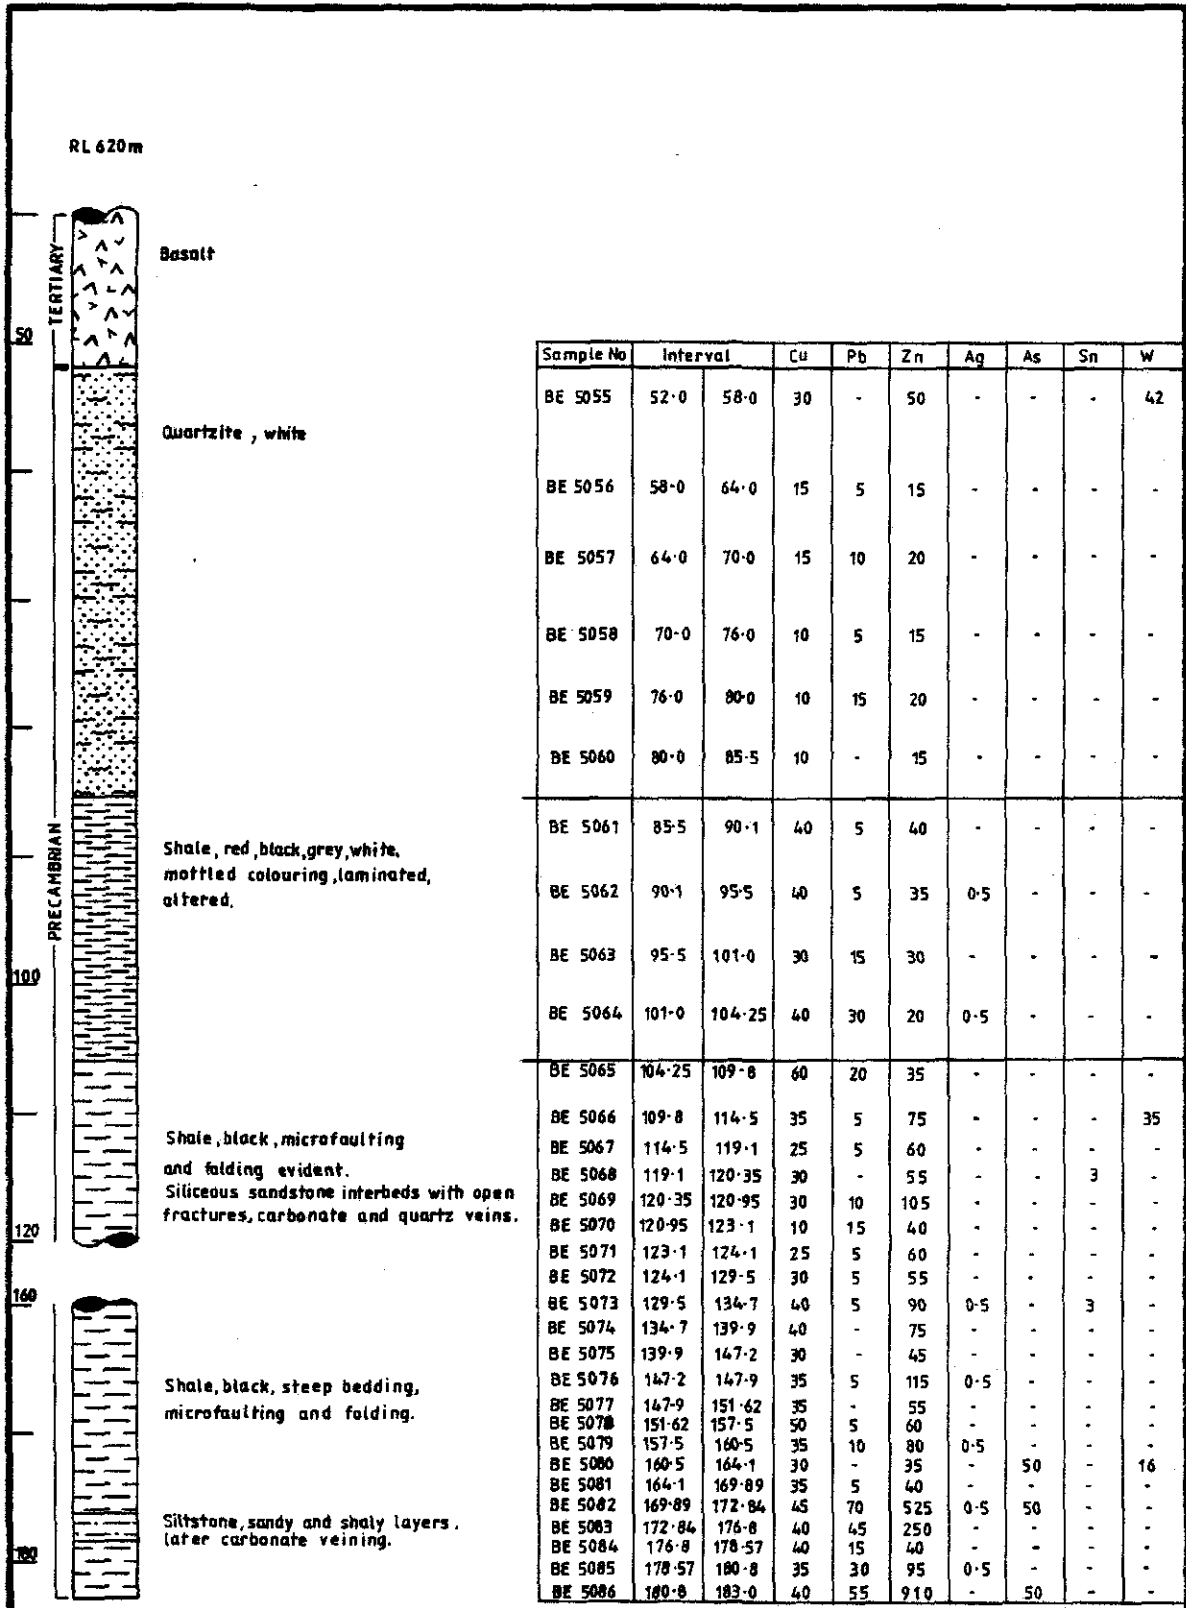 RL 620m
TERTIARY
PRECAMBRIAN
50
100
120
160
180
Basalt
Quartzite, white
Shale, red, black, grey, white,
mottled colouring, laminated,
altered.
Shale, black, microfaulting
and folding evident.
Siliceous sandstone interbeds with open
fractures, carbonate and quartz veins.
Shale, black, steep bedding,
microfaulting and folding.
Siltstone, sandy and shaly layers.
later carbonate veining.
Sample No Interval Cu Pb Zn Ag As Sn W
BE 5055 52·0 58·0 30 - 50 - - - 42
BE 5056 58·0 64·0 15 5 15 - - - -
BE 5057 64·0 70·0 15 10 20 - - - -
BE 5058 70·0 76·0 10 5 15 - - - -
BE 5059 76·0 80·0 10 15 20 - - - -
BE 5060 80·0 85·5 10 - 15 - - - -
BE 5061 85·5 90·1 40 5 40 - - - -
BE 5062 90·1 95·5 40 5 35 0·5 - - -
BE 5063 95·5 101·0 30 15 30 - - - -
BE 5064 101·0 104·25 40 30 20 0·5 - - -
BE 5065 104·25 109·8 60 20 35 - - - -
BE 5066 109·8 114·5 35 5 75 - - - 35
BE 5067 114·5 119·1 25 5 60 - - - -
BE 5068 119·1 120·35 30 - 55 - - 3 -
BE 5069 120·35 120·95 30 10 105 - - - -
BE 5070 120·95 123·1 10 15 40 - - - -
BE 5071 123·1 124·1 25 5 60 - - - -
BE 5072 124·1 129·5 30 5 55 - - - -
BE 5073 129·5 134·7 40 5 90 0·5 - 3 -
BE 5074 134·7 139·9 40 - 75 - - - -
BE 5075 139·9 147·2 30 - 45 - - - -
BE 5076 147·2 147·9 35 5 115 0·5 - - -
BE 5077 147·9 151·62 35 - 55 - - - -
BE 5078 151·62 157·5 50 5 60 - - - -
BE 5079 157·5 160·5 35 10 80 0·5 - - -
BE 5080 160·5 164·1 30 - 35 - 50 - 16
BE 5081 164·1 169·89 35 5 40 - - - -
BE 5082 169·89 172·84 45 70 525 0·5 50 - -
BE 5083 172·84 176·8 40 45 250 - - - -
BE 5084 176·8 178·57 40 15 40 - - - -
BE 5085 178·57 180·8 35 30 95 0·5 - - -
BE 5086 180·8 183·0 40 55 910 - 50 - -